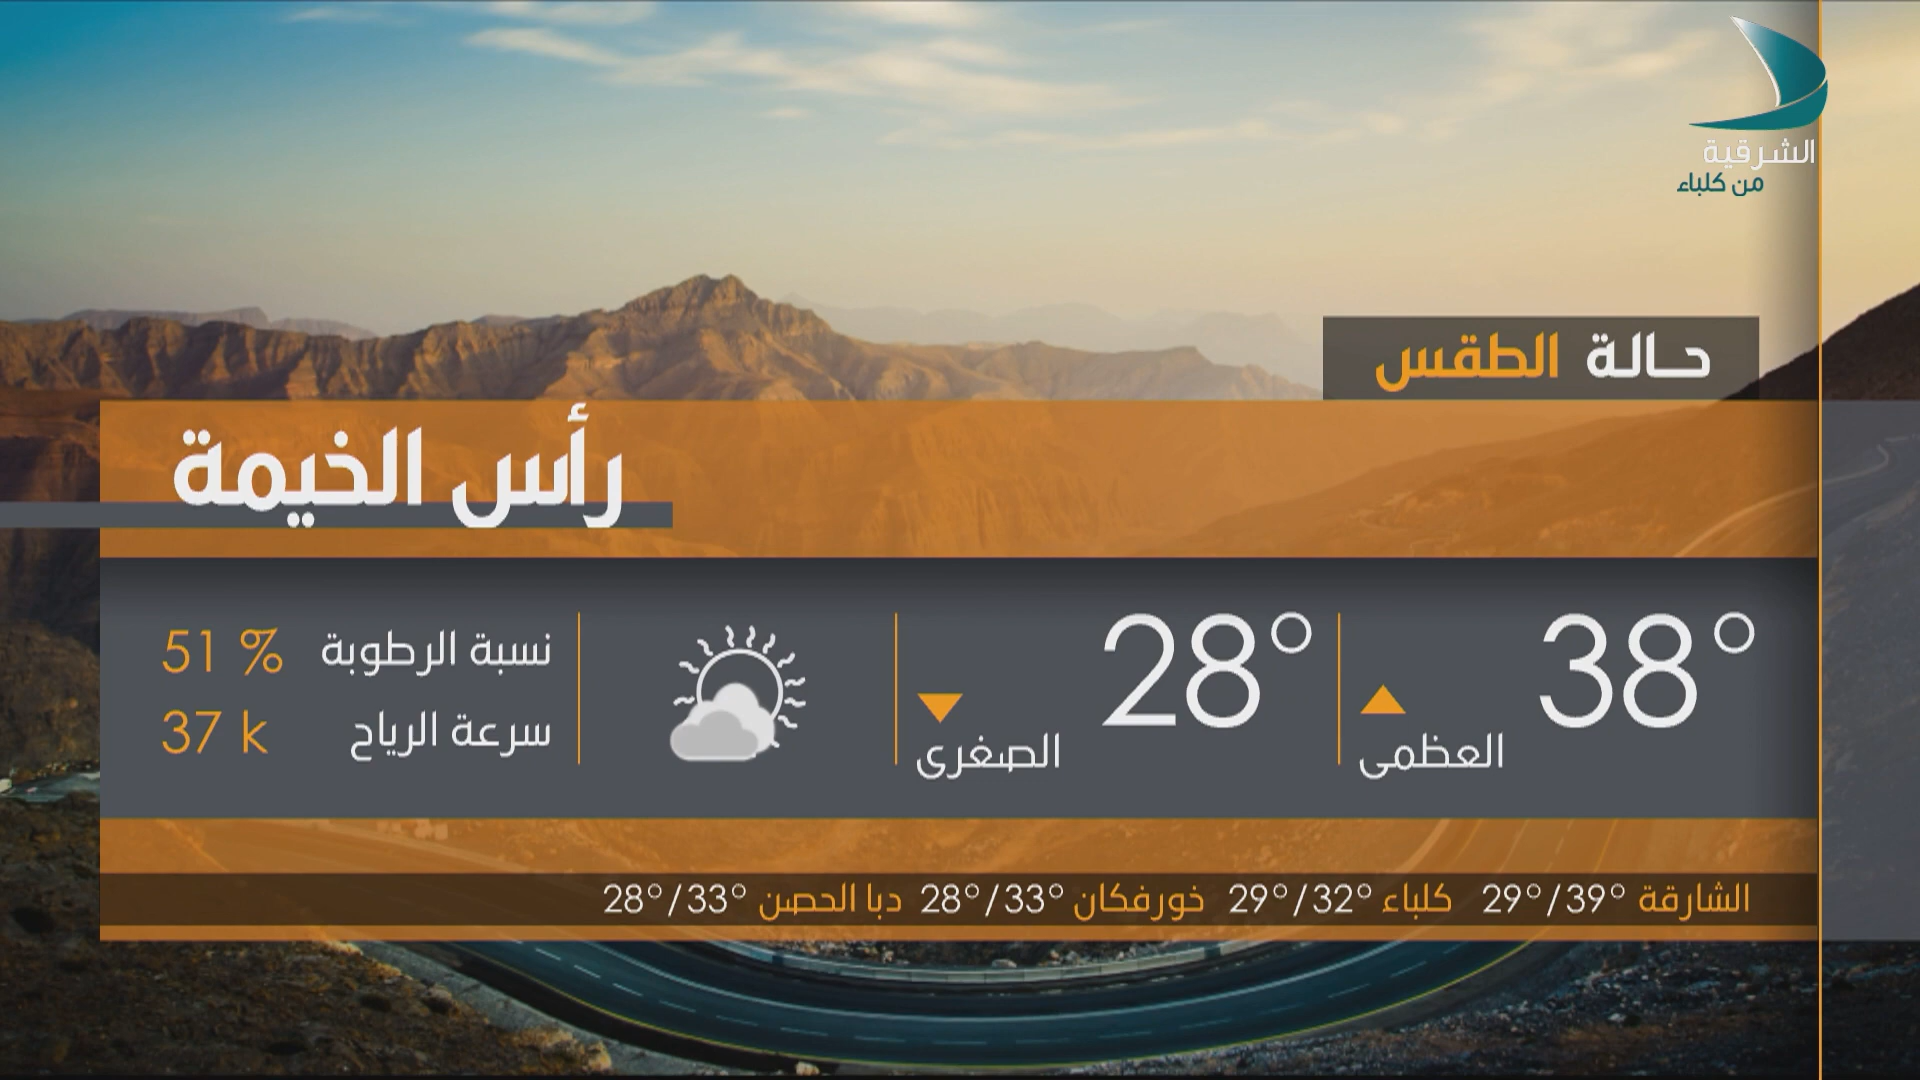 الشرقية
من كلباء
حالة الطقس
رأس الخيمة
38°
العظمى
28°
الصغرى
نسبة الرطوبة 51 %
سرعة الرياح 37 k
الشارقة 29°/39° كلباء 29°/32° خورفكان 28°/33° دبا الحصن 28°/33°